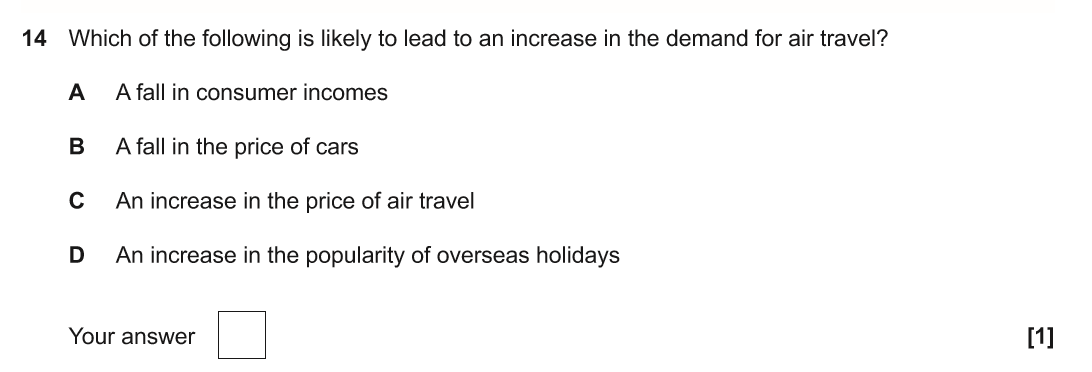 14 Which of the following is likely to lead to an increase in the demand for air travel?
A A fall in consumer incomes
B A fall in the price of cars
C An increase in the price of air travel
D An increase in the popularity of overseas holidays
Your answer [1]